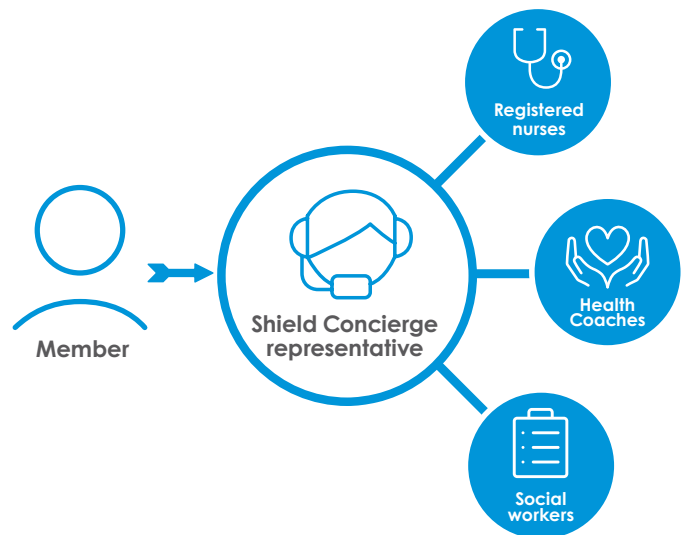 Member
Shield Concierge
representative
Registered
nurses
Health
Coaches
Social
workers